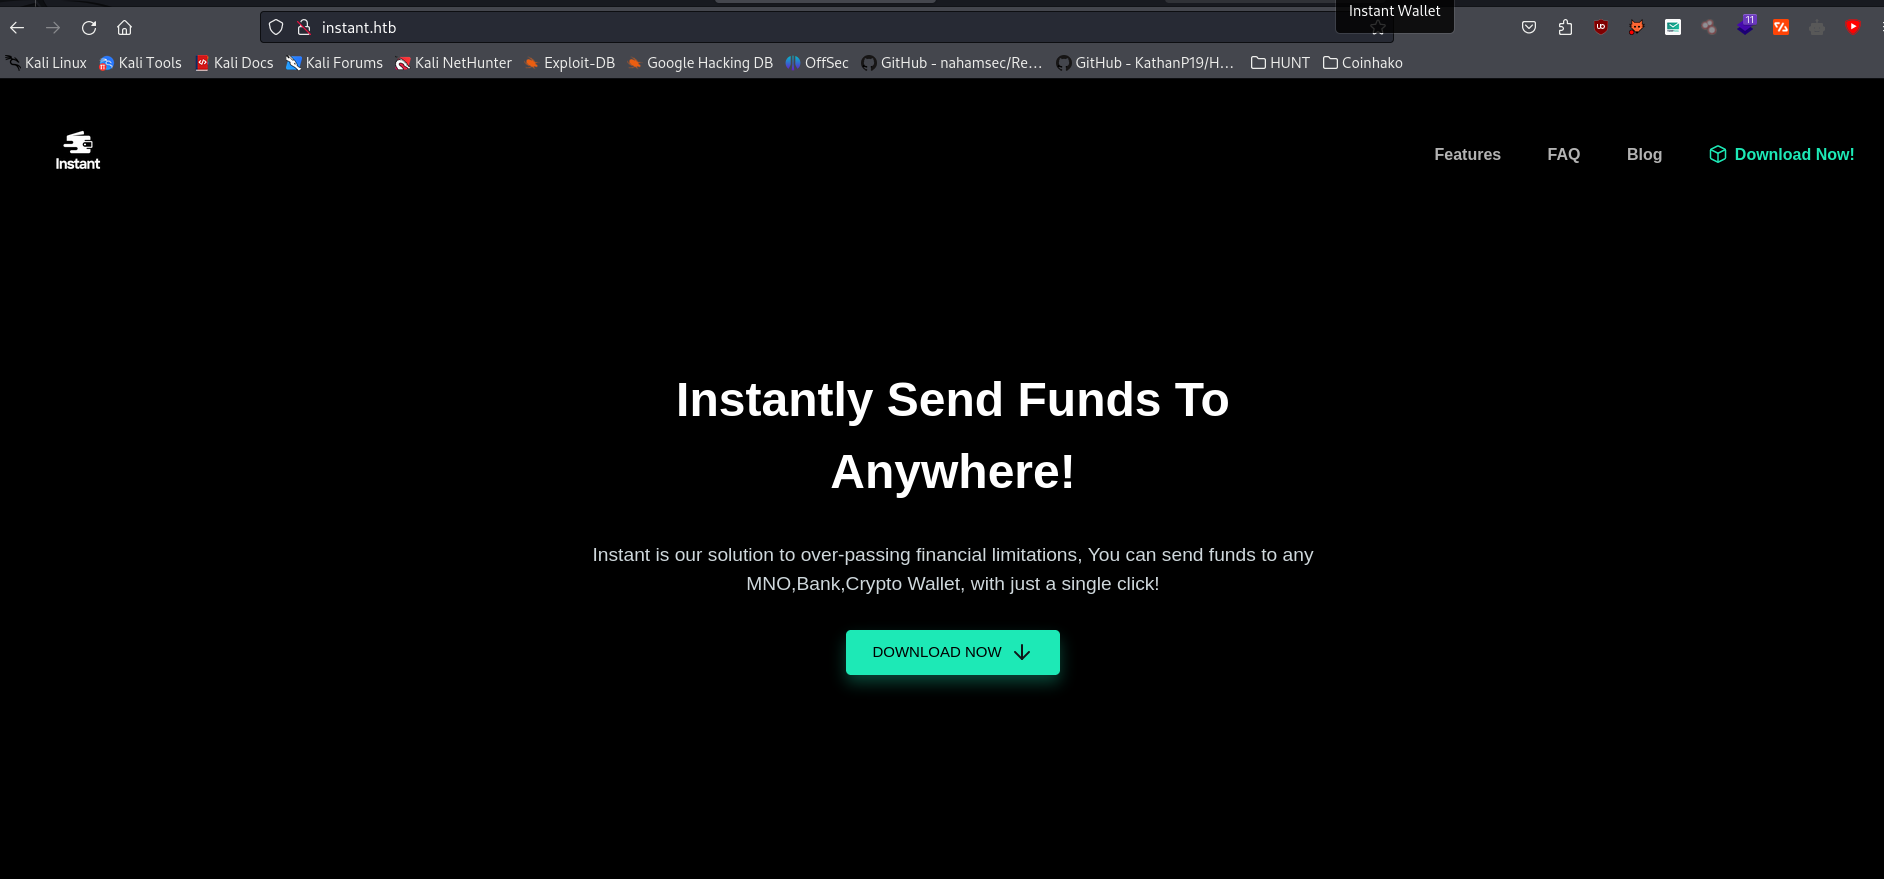 Instant Wallet
instant.htb
11
Kali Linux Kali Tools Kali Docs Kali Forums Kali NetHunter Exploit-DB Google Hacking DB OffSec GitHub - nahamsec/Re… GitHub - KathanP19/H… HUNT Coinhako
Instant
Features FAQ Blog Download Now!
Instantly Send Funds To
Anywhere!
Instant is our solution to over-passing financial limitations, You can send funds to any
MNO,Bank,Crypto Wallet, with just a single click!
DOWNLOAD NOW